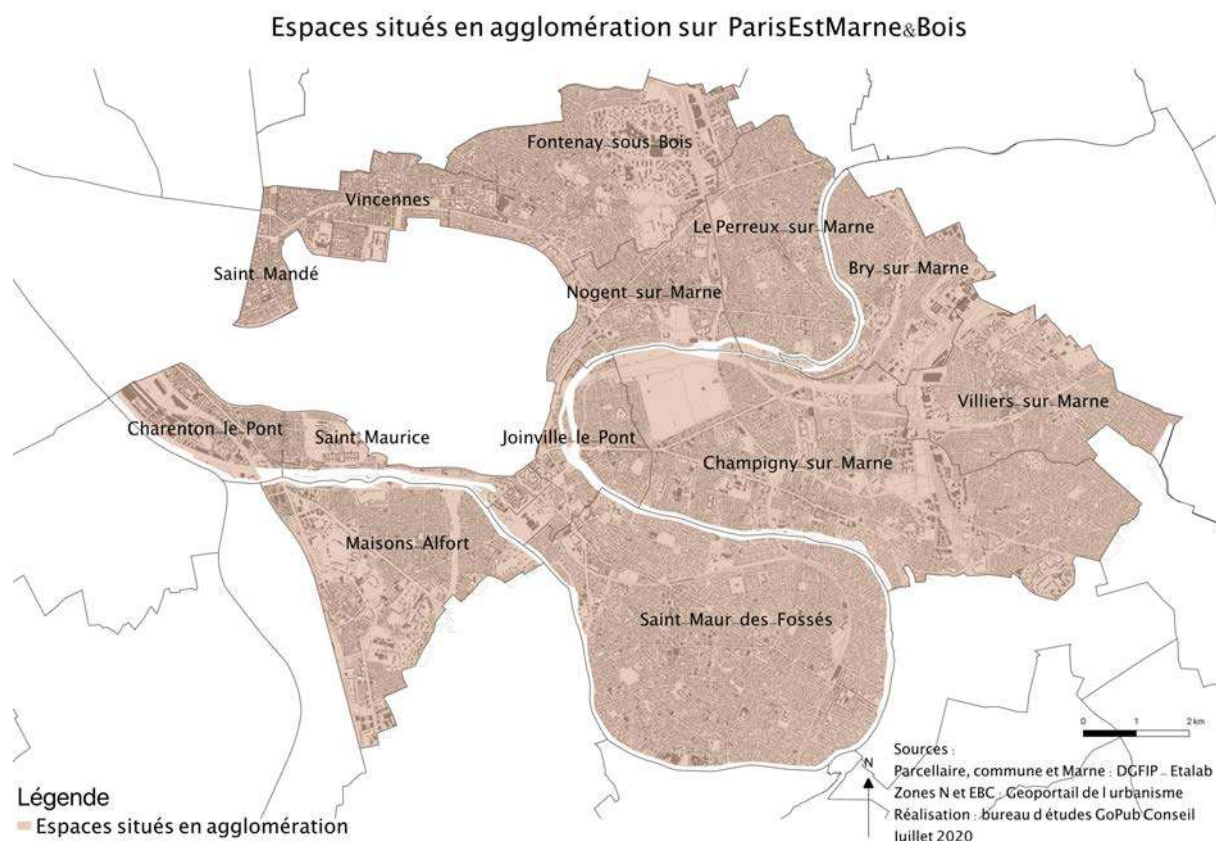 Espaces situés en agglomération sur ParisEstMarne&Bois
Fontenay sous Bois
Vincennes
Le Perreux sur Marne
Saint Mandé
Bry sur Marne
Nogent sur Marne
Villiers sur Marne
Charenton le Pont
Saint Maurice
Joinville le Pont
Champigny sur Marne
Maisons Alfort
Saint Maur des Fossés
0 1 2 km
N
Sources :
Parcellaire, commune et Marne : DGFIP _ Etalab
Zones N et EBC : Géoportail de l urbanisme
Réalisation : bureau d études GoPub Conseil
Juillet 2020
Légende
Espaces situés en agglomération